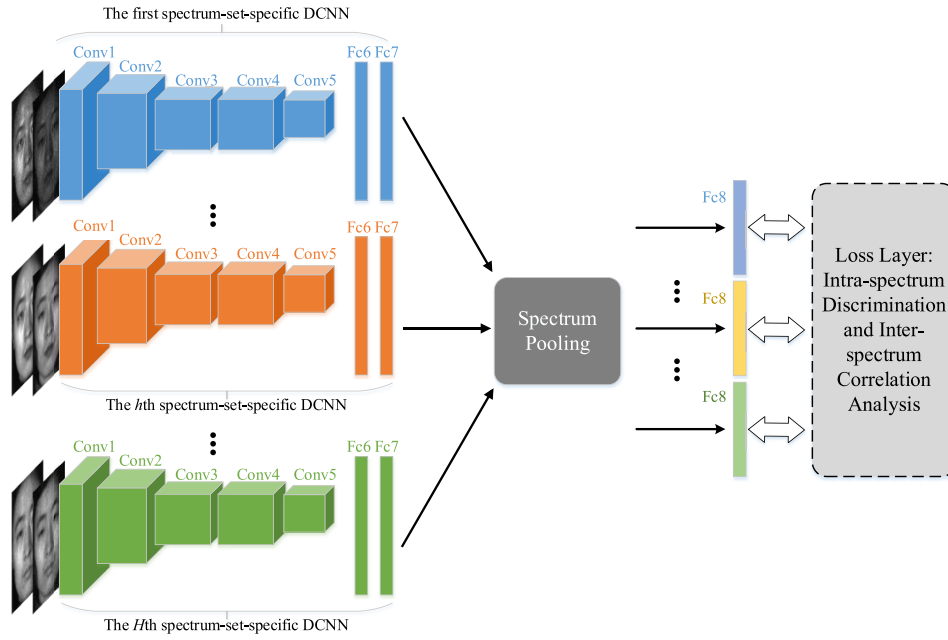 The first spectrum-set-specific DCNN
Conv1
Conv2
Conv3
Conv4
Conv5
Fc6
Fc7
Conv1
Conv2
Conv3
Conv4
Conv5
Fc6
Fc7
The hth spectrum-set-specific DCNN
Conv1
Conv2
Conv3
Conv4
Conv5
Fc6
Fc7
The Hth spectrum-set-specific DCNN
Spectrum
Pooling
Fc8
Fc8
Fc8
Loss Layer:
Intra-spectrum
Discrimination
and Inter-
spectrum
Correlation
Analysis